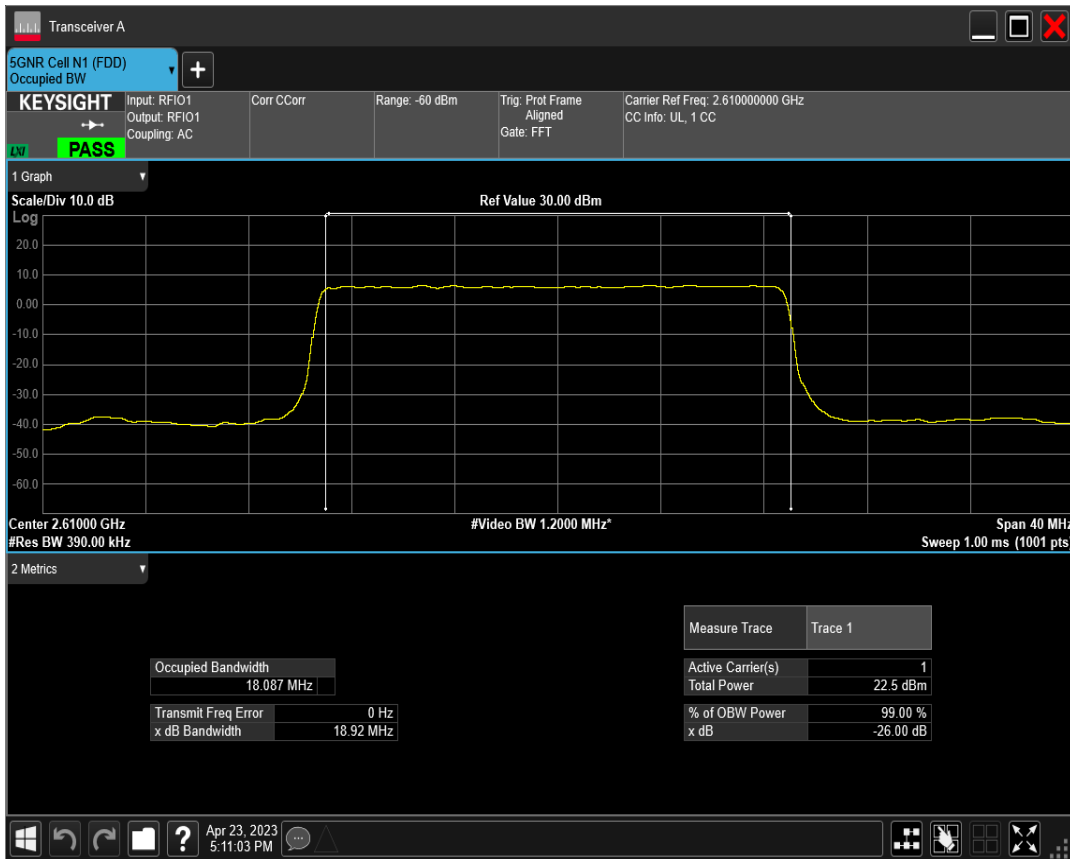 Transceiver A
5GNR Cell N1 (FDD)
Occupied BW
+
KEYSIGHT
LXI
PASS
Input: RFIO1
Output: RFIO1
Coupling: AC
Corr CCorr
Range: -60 dBm
Trig: Prot Frame
Aligned
Gate: FFT
Carrier Ref Freq: 2.610000000 GHz
CC Info: UL, 1 CC
1 Graph
Scale/Div 10.0 dB
Ref Value 30.00 dBm
Log
20.0
10.0
0.00
-10.0
-20.0
-30.0
-40.0
-50.0
-60.0
Center 2.61000 GHz
#Video BW 1.2000 MHz*
Span 40 MHz
#Res BW 390.00 kHz
Sweep 1.00 ms (1001 pts)
2 Metrics
Measure Trace Trace 1
Occupied Bandwidth
18.087 MHz
Active Carrier(s) 1
Total Power 22.5 dBm
Transmit Freq Error 0 Hz
x dB Bandwidth 18.92 MHz
% of OBW Power 99.00 %
x dB -26.00 dB
?
Apr 23, 2023
5:11:03 PM